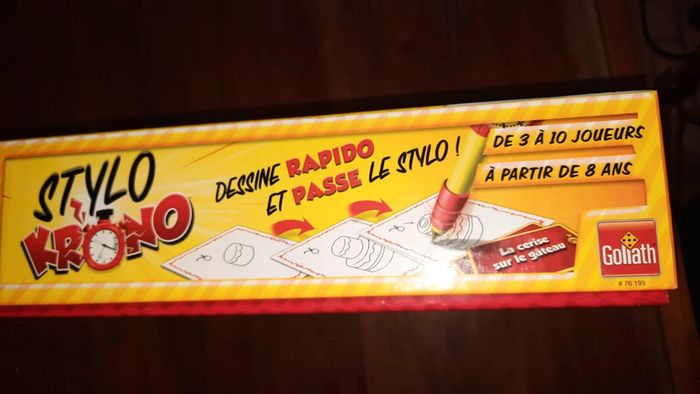 STYLO
KRONO
DESSINE RAPIDO
ET PASSE LE STYLO !
DE 3 À 10 JOUEURS
À PARTIR DE 8 ANS
La cerise
sur le gâteau
Goliath
# 76 199